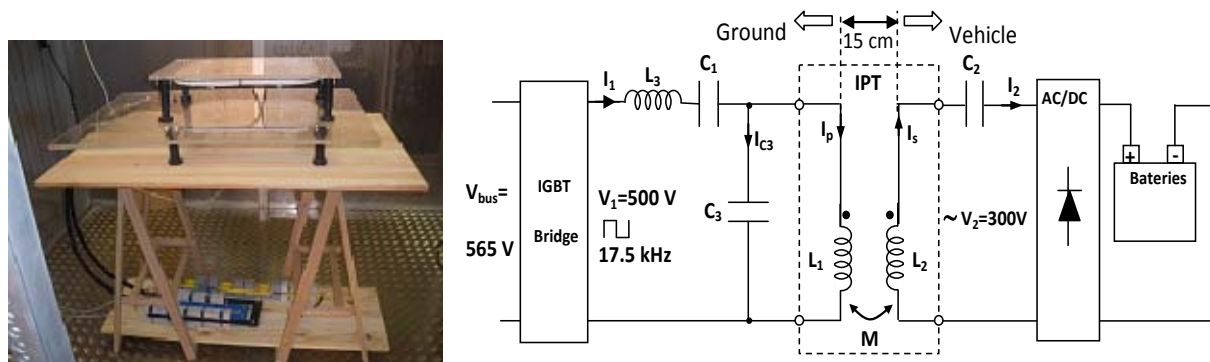 Ground
Vehicle
15 cm
I1
L3
C1
IPT
C2
I2
AC/DC
IC3
Ip
Is
+
-
Bateries
Vbus=
565 V
IGBT
Bridge
V1=500 V
17.5 kHz
C3
L1
L2
M
~ V2=300V